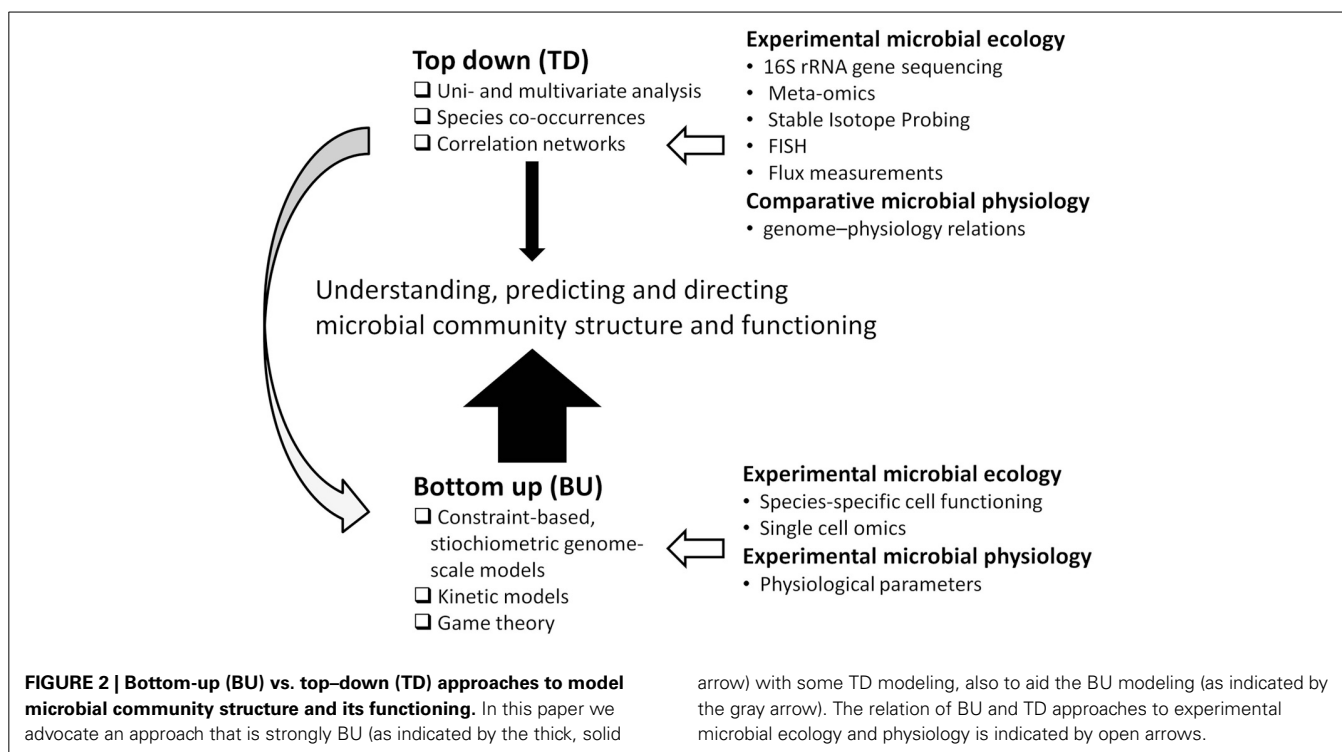 Top down (TD)
❑ Uni- and multivariate analysis
❑ Species co-occurrences
❑ Correlation networks
Experimental microbial ecology
• 16S rRNA gene sequencing
• Meta-omics
• Stable Isotope Probing
• FISH
• Flux measurements
Comparative microbial physiology
• genome–physiology relations
Understanding, predicting and directing
microbial community structure and functioning
Bottom up (BU)
❑ Constraint-based,
stiochiometric genome-
scale models
❑ Kinetic models
❑ Game theory
Experimental microbial ecology
• Species-specific cell functioning
• Single cell omics
Experimental microbial physiology
• Physiological parameters
FIGURE 2 | Bottom-up (BU) vs. top–down (TD) approaches to model
microbial community structure and its functioning. In this paper we
advocate an approach that is strongly BU (as indicated by the thick, solid
arrow) with some TD modeling, also to aid the BU modeling (as indicated by
the gray arrow). The relation of BU and TD approaches to experimental
microbial ecology and physiology is indicated by open arrows.